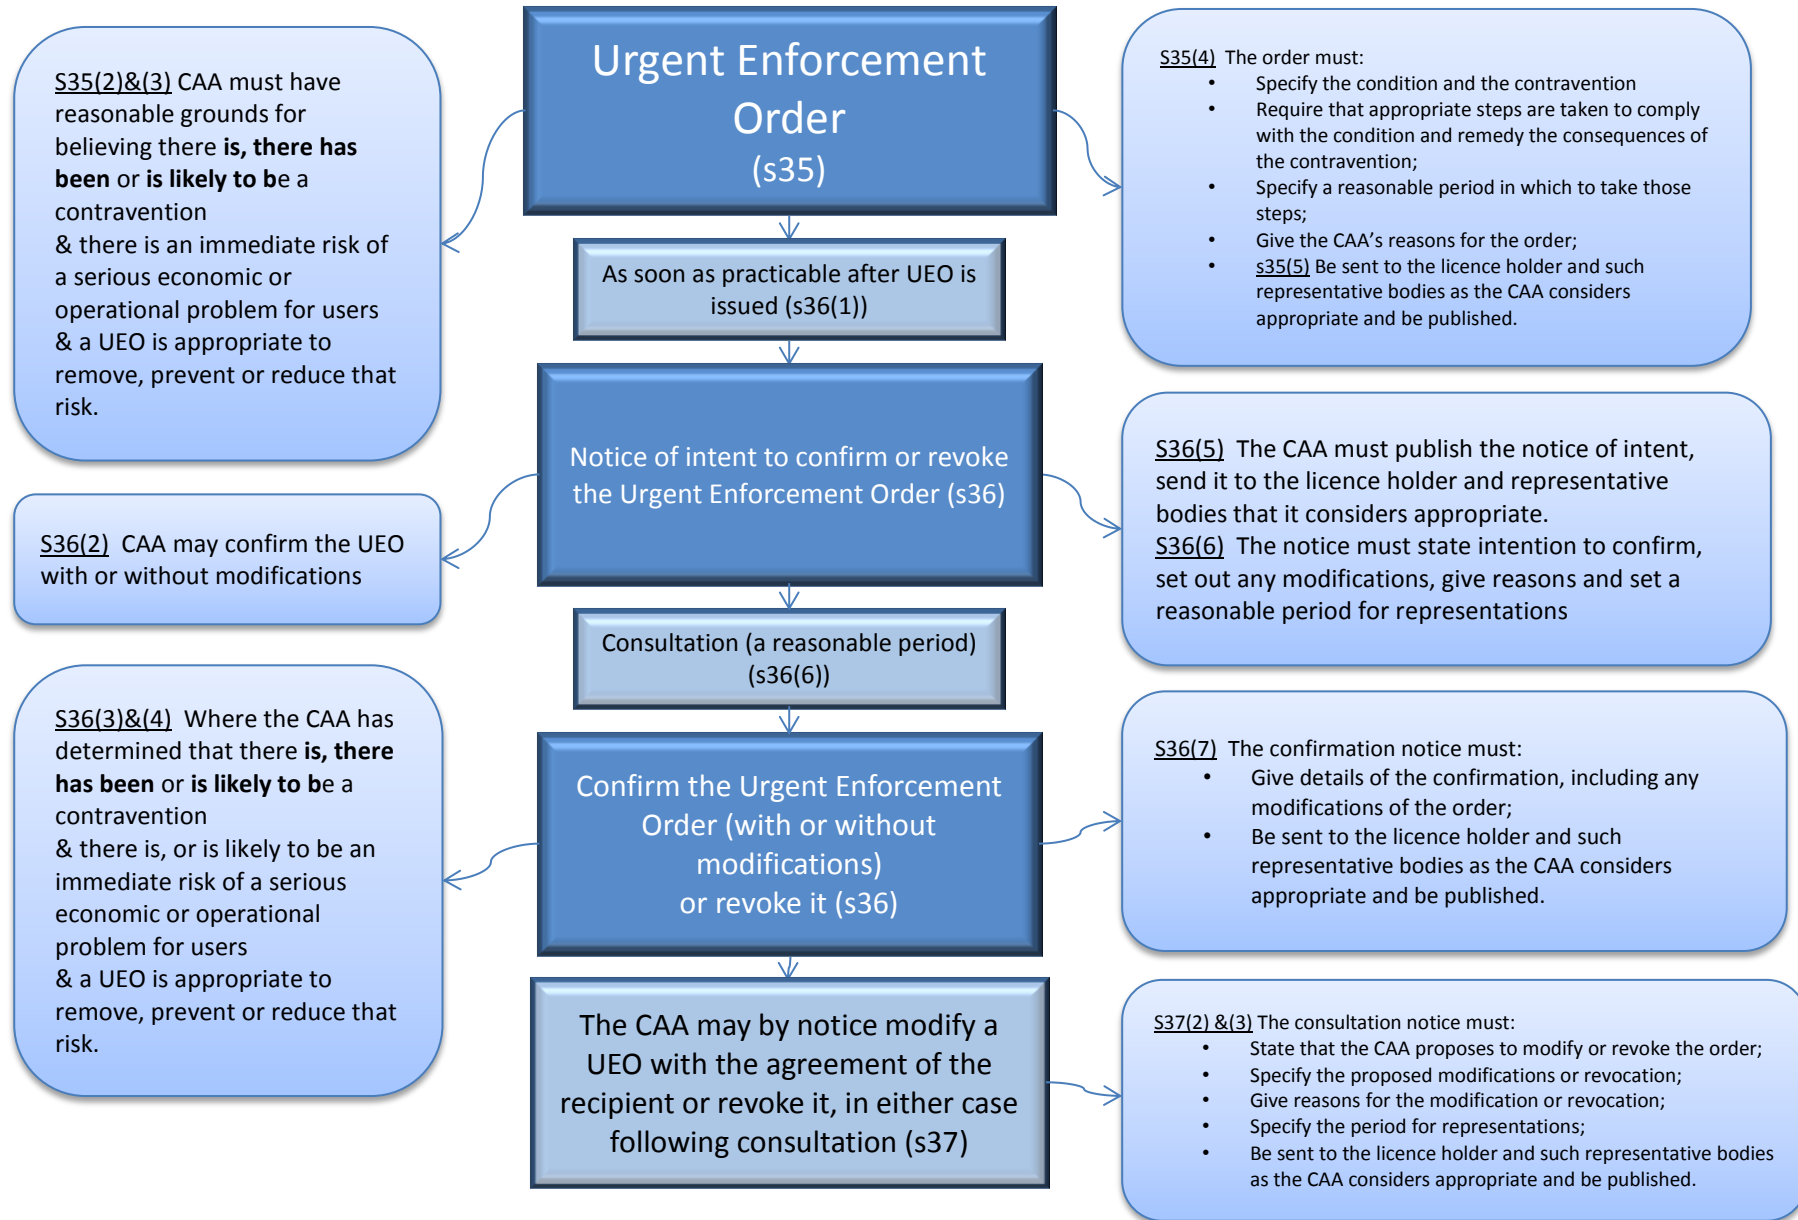 Urgent Enforcement
Order
(s35)
S35(2)&(3) CAA must have
reasonable grounds for
believing there is, there has
been or is likely to be a
contravention
& there is an immediate risk of
a serious economic or
operational problem for users
& a UEO is appropriate to
remove, prevent or reduce that
risk.
S35(4) The order must:
• Specify the condition and the contravention
• Require that appropriate steps are taken to comply
with the condition and remedy the consequences of
the contravention;
• Specify a reasonable period in which to take those
steps;
• Give the CAA’s reasons for the order;
• s35(5) Be sent to the licence holder and such
representative bodies as the CAA considers
appropriate and be published.
As soon as practicable after UEO is
issued (s36(1))
Notice of intent to confirm or revoke
the Urgent Enforcement Order (s36)
S36(2) CAA may confirm the UEO
with or without modifications
S36(5) The CAA must publish the notice of intent,
send it to the licence holder and representative
bodies that it considers appropriate.
S36(6) The notice must state intention to confirm,
set out any modifications, give reasons and set a
reasonable period for representations
Consultation (a reasonable period)
(s36(6))
S36(3)&(4) Where the CAA has
determined that there is, there
has been or is likely to be a
contravention
& there is, or is likely to be an
immediate risk of a serious
economic or operational
problem for users
& a UEO is appropriate to
remove, prevent or reduce that
risk.
Confirm the Urgent Enforcement
Order (with or without
modifications)
or revoke it (s36)
S36(7) The confirmation notice must:
• Give details of the confirmation, including any
modifications of the order;
• Be sent to the licence holder and such
representative bodies as the CAA considers
appropriate and be published.
The CAA may by notice modify a
UEO with the agreement of the
recipient or revoke it, in either case
following consultation (s37)
S37(2) &(3) The consultation notice must:
• State that the CAA proposes to modify or revoke the order;
• Specify the proposed modifications or revocation;
• Give reasons for the modification or revocation;
• Specify the period for representations;
• Be sent to the licence holder and such representative bodies
as the CAA considers appropriate and be published.